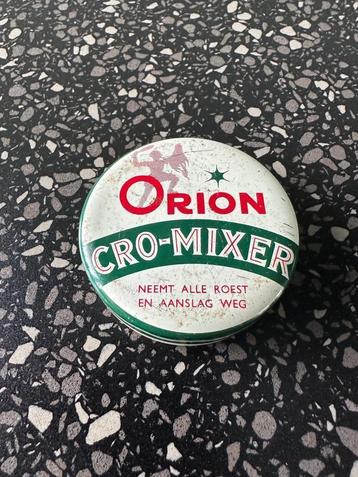 ORION
CRO-MIXER
NEEMT ALLE ROEST
EN AANSLAG WEG